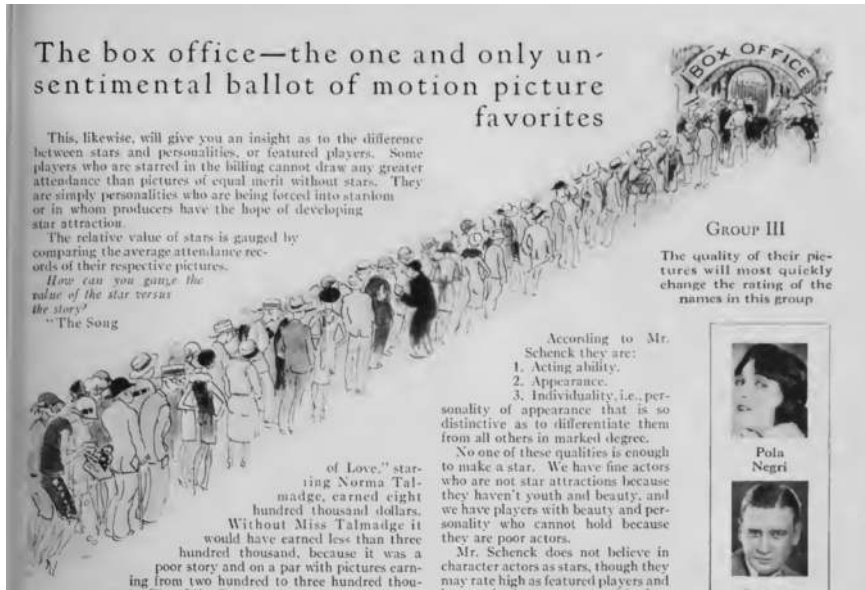 The box office—the one and only un-
sentimental ballot of motion picture
favorites
BOX OFFICE
This, likewise, will give you an insight as to the difference
between stars and personalities, or featured players. Some
players who are starred in the billing cannot draw any greater
attendance than pictures of equal merit without stars. They
are simply personalities who are being forced into stardom
or in whom producers have the hope of developing
star attraction.
The relative value of stars is gauged by
comparing the average attendance rec-
ords of their respective pictures.
How can you gauge the
value of the star versus
the story?
"The Song
of Love," star-
ring Norma Tal-
madge, earned eight
hundred thousand dollars.
Without Miss Talmadge it
would have earned less than three
hundred thousand, because it was a
poor story and on a par with pictures earn-
ing from two hundred to three hundred thou-
According to Mr.
Schenck they are:
1. Acting ability.
2. Appearance.
3. Individuality, i.e., per-
sonality of appearance that is so
distinctive as to differentiate them
from all others in marked degree.
No one of these qualities is enough
to make a star. We have fine actors
who are not star attractions because
they haven't youth and beauty, and
we have players with beauty and per-
sonality who cannot hold because
they are poor actors.
Mr. Schenck does not believe in
character actors as stars, though they
may rate high as featured players and
GROUP III
The quality of their pic-
tures will most quickly
change the rating of the
names in this group
Pola
Negri